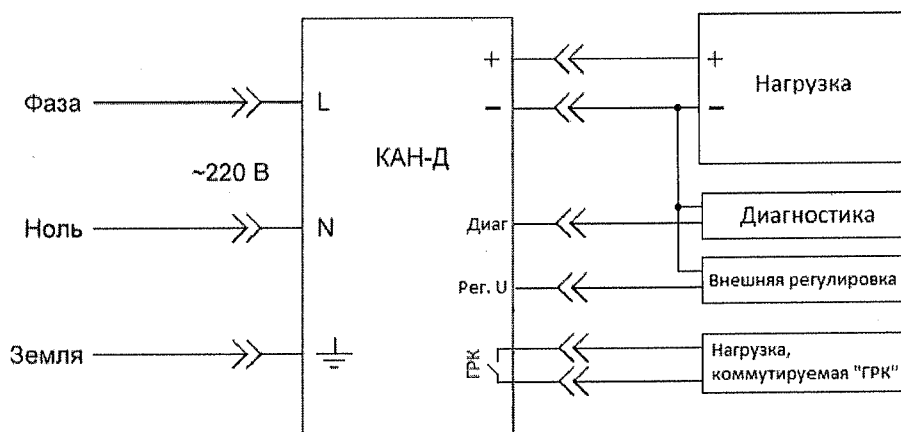 Фаза
~220 В
Ноль
Земля
L
N
КАН-Д
+
−
Диаг
Рег. U
ГРК
+
−
Нагрузка
Диагностика
Внешняя регулировка
Нагрузка,
коммутируемая "ГРК"